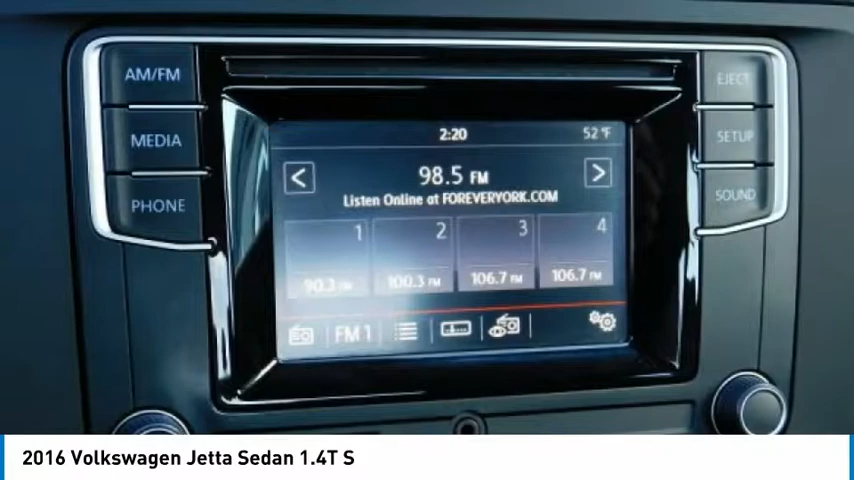 AM/FM
MEDIA
PHONE
EJECT
SETUP
SOUND
2:20
52°F
98.5 FM
Listen Online at FOREVERYORK.COM
1 2 3 4
90.3 FM 100.3 FM 106.7 FM 106.7 FM
FM 1
2016 Volkswagen Jetta Sedan 1.4T S